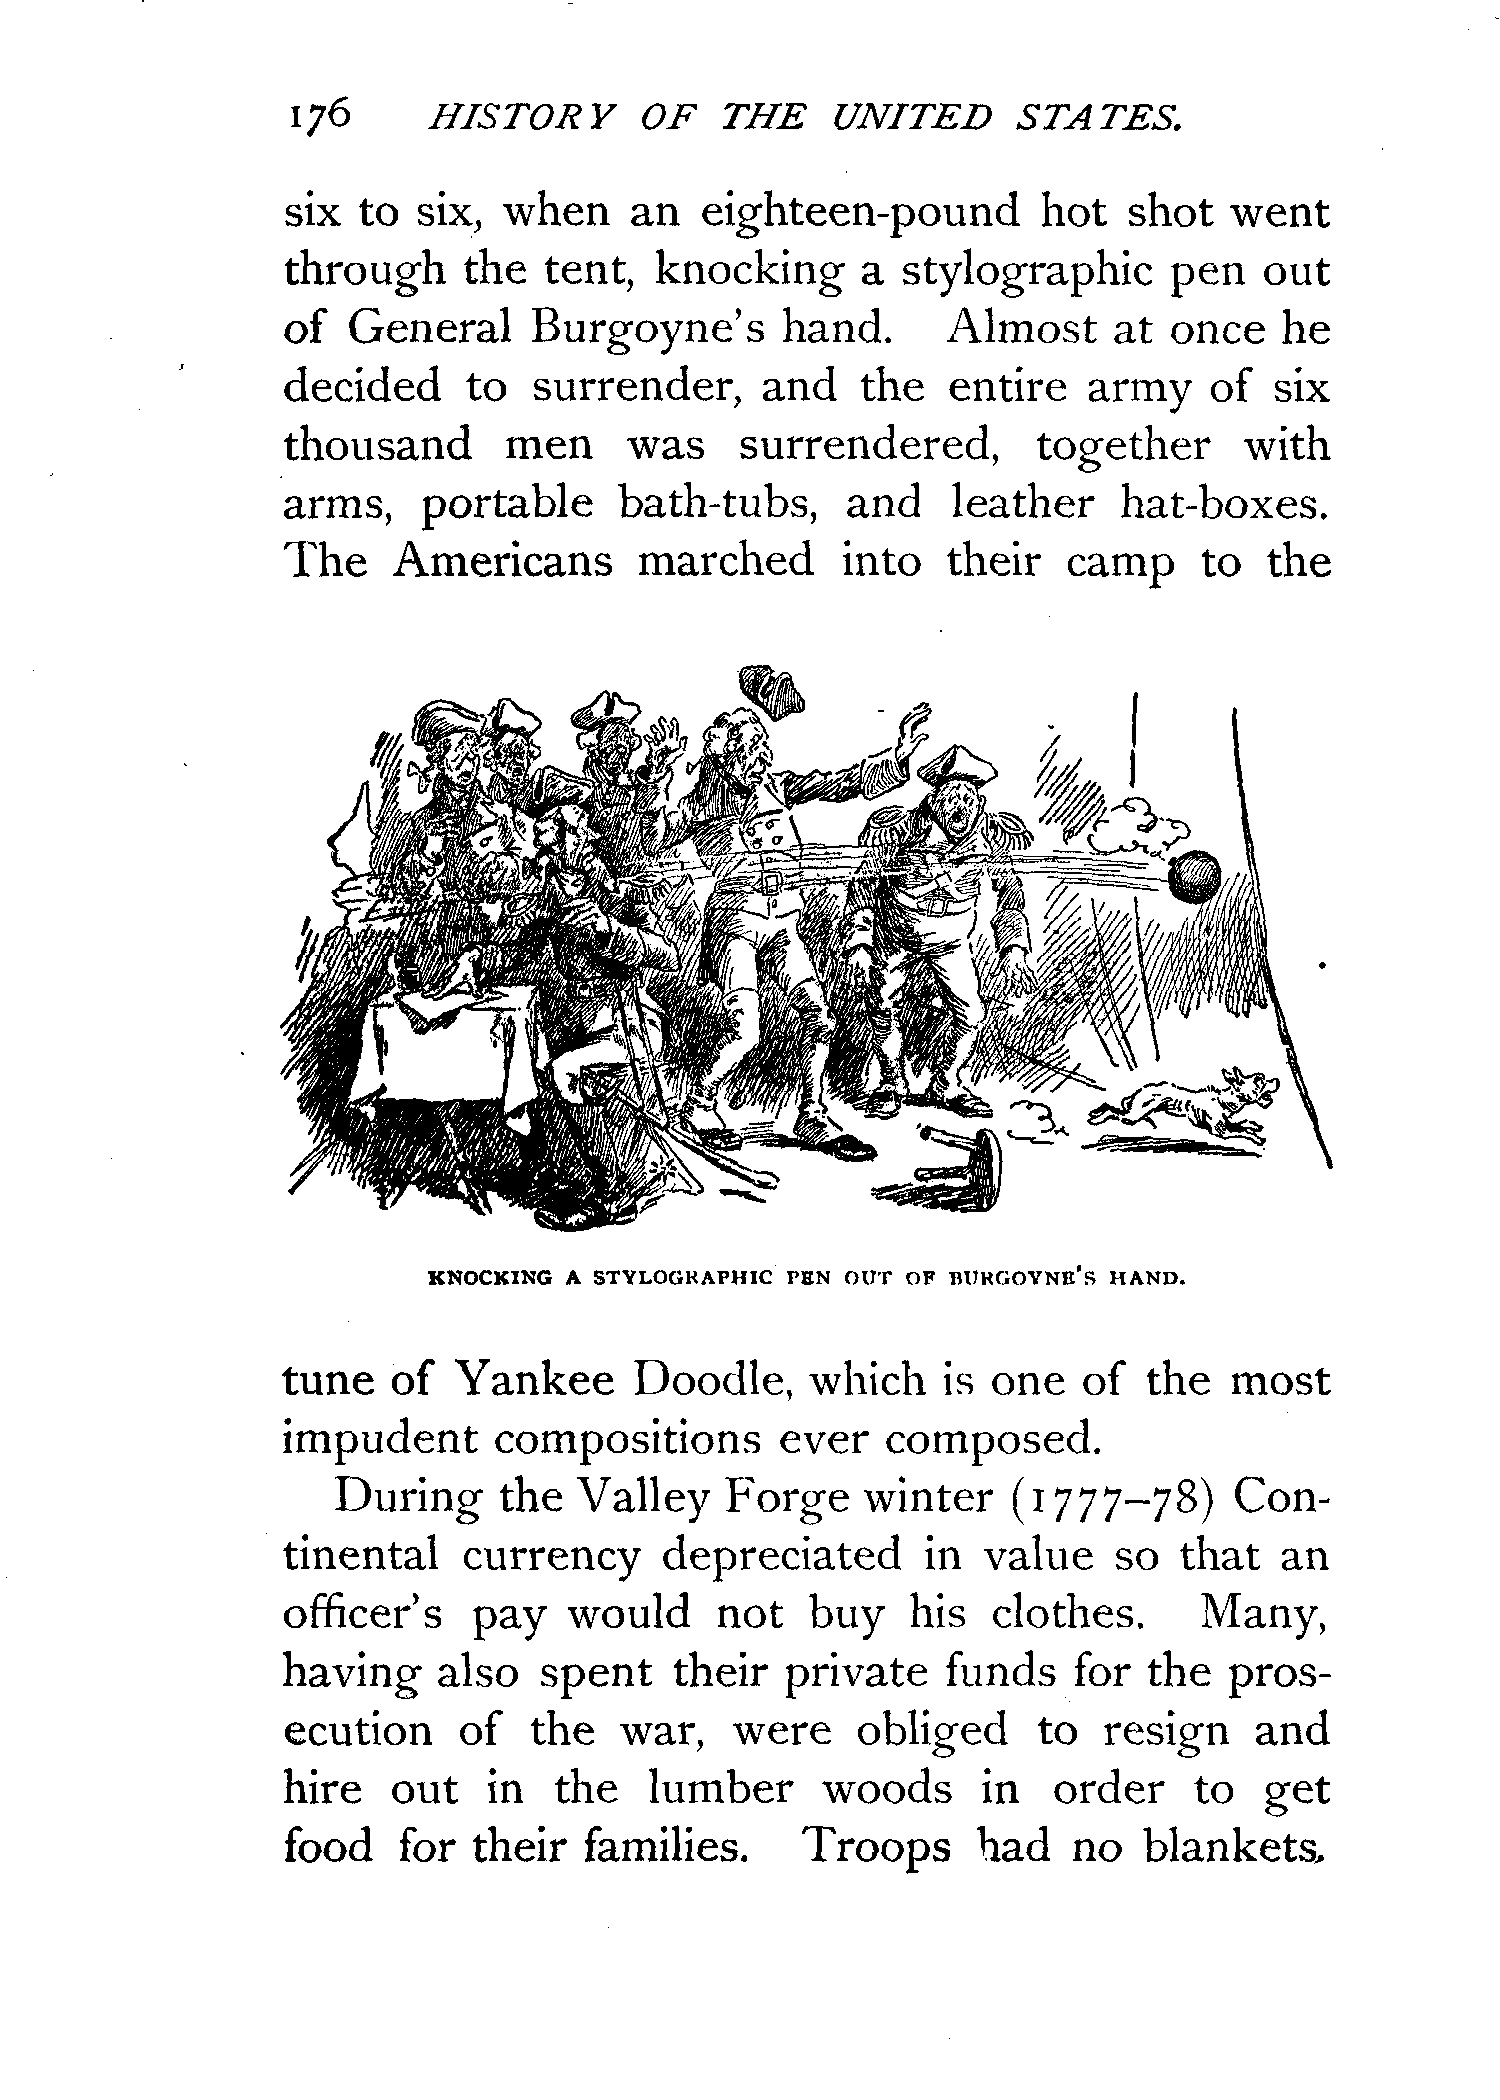 176 HISTORY OF THE UNITED STATES.
six to six, when an eighteen-pound hot shot went
through the tent, knocking a stylographic pen out
of General Burgoyne's hand. Almost at once he
decided to surrender, and the entire army of six
thousand men was surrendered, together with
arms, portable bath-tubs, and leather hat-boxes.
The Americans marched into their camp to the
KNOCKING A STYLOGRAPHIC PEN OUT OF BURGOYNE'S HAND.
tune of Yankee Doodle, which is one of the most
impudent compositions ever composed.
During the Valley Forge winter (1777–78) Con-
tinental currency depreciated in value so that an
officer's pay would not buy his clothes. Many,
having also spent their private funds for the pros-
ecution of the war, were obliged to resign and
hire out in the lumber woods in order to get
food for their families. Troops had no blankets,